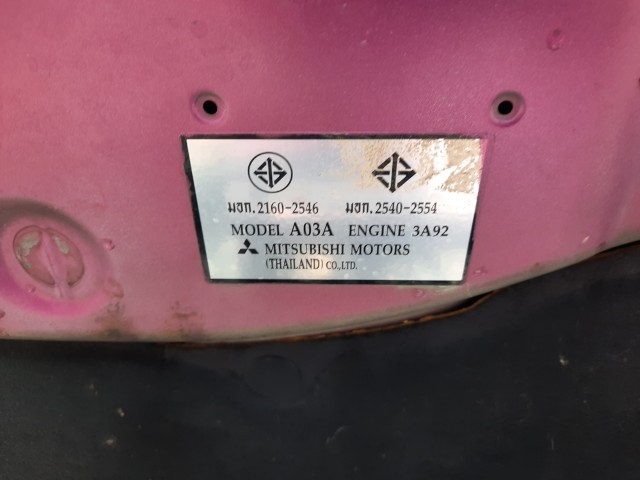 มอก.2160-2546 มอก.2540-2554
MODEL A03A ENGINE 3A92
MITSUBISHI MOTORS
(THAILAND) CO.,LTD.